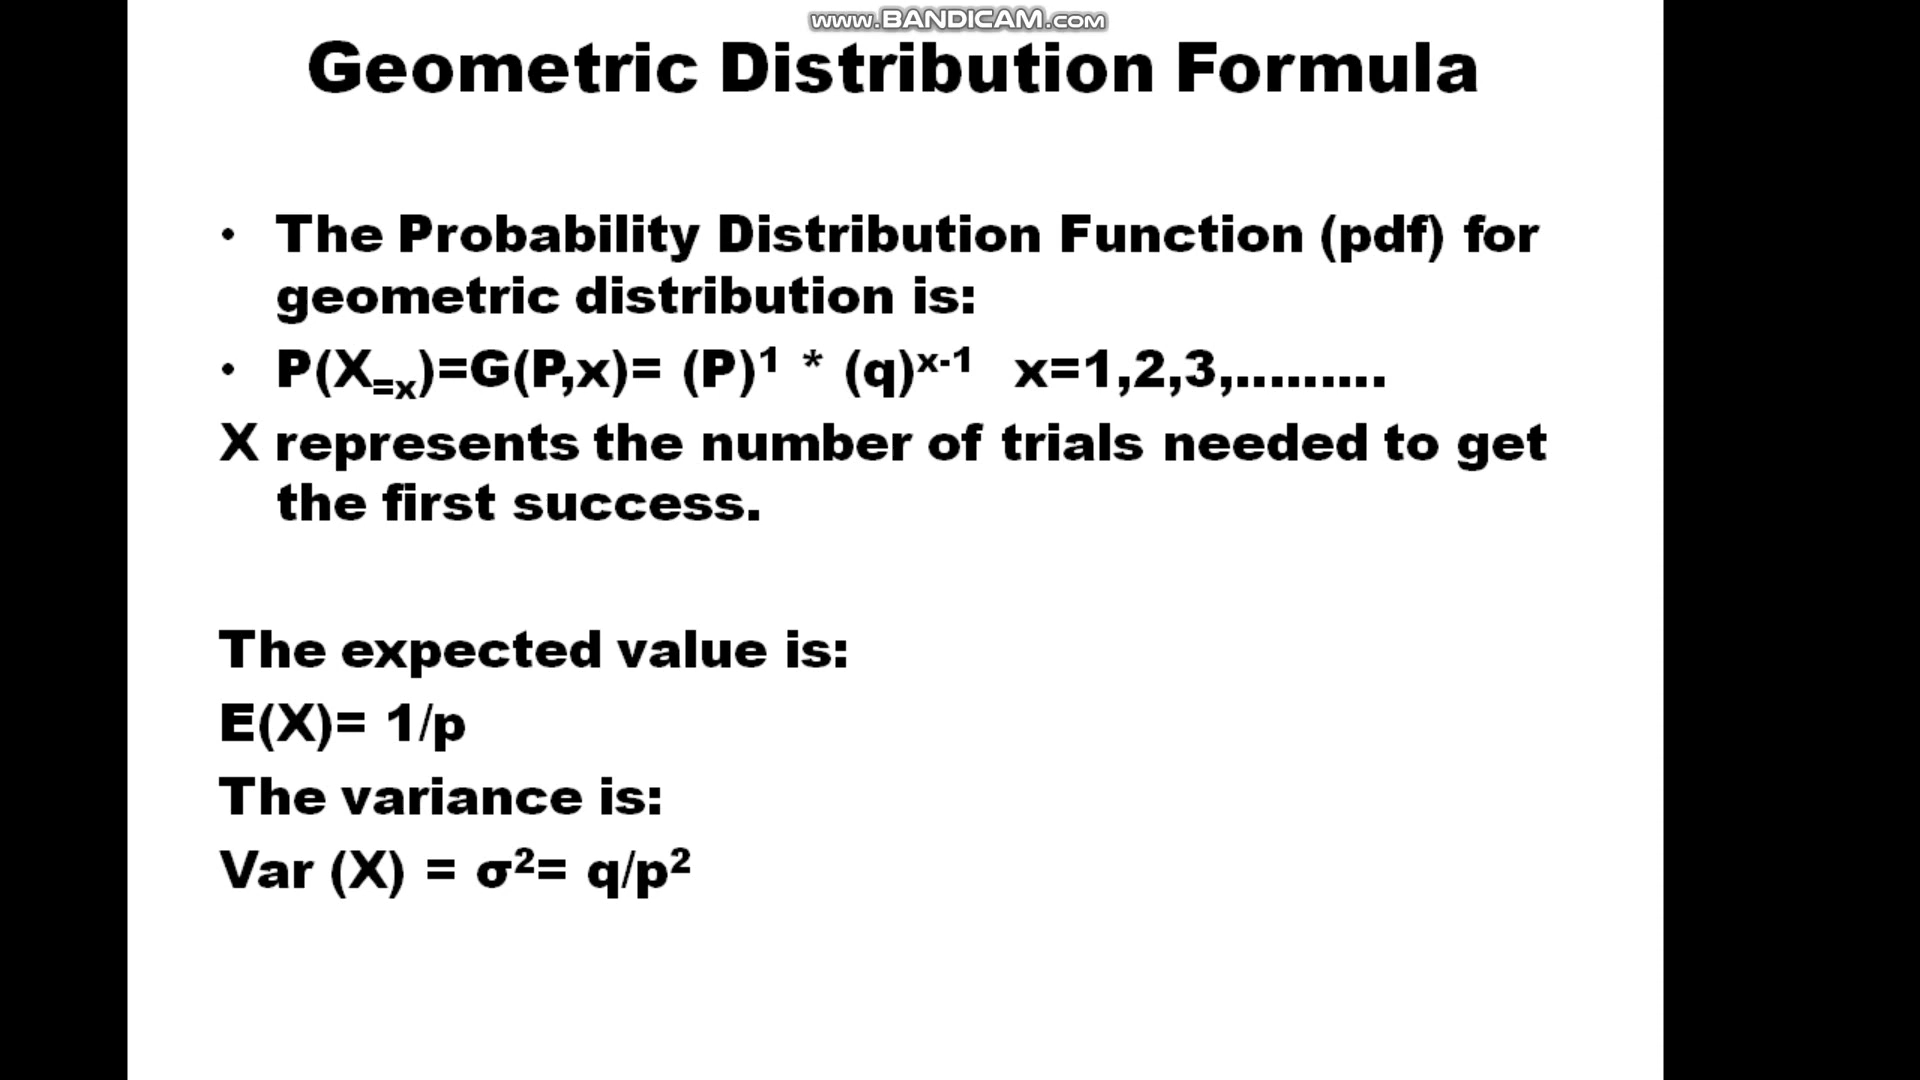 www.BANDICAM.com
Geometric Distribution Formula
• The Probability Distribution Function (pdf) for
geometric distribution is:
• P(X₌ₓ)=G(P,x)= (P)¹ * (q)ˣ⁻¹ x=1,2,3,.........
X represents the number of trials needed to get
the first success.
The expected value is:
E(X)= 1/p
The variance is:
Var (X) = σ²= q/p²